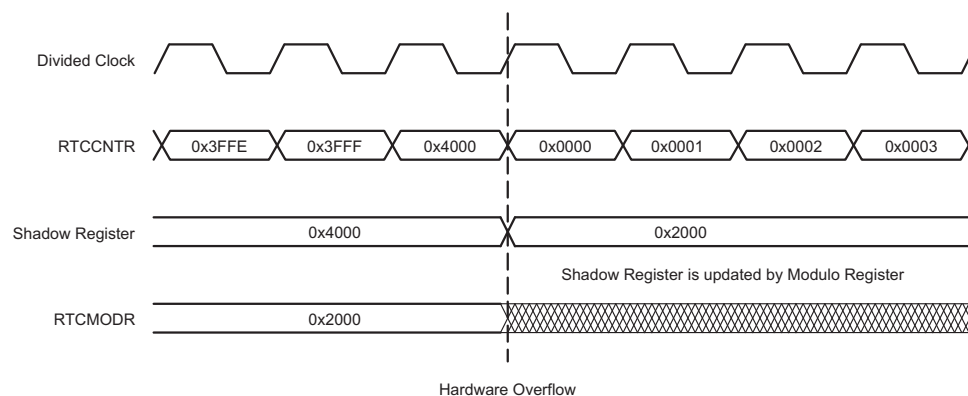 Divided Clock
RTCCNTR 0x3FFE 0x3FFF 0x4000 0x0000 0x0001 0x0002 0x0003
Shadow Register 0x4000 0x2000
Shadow Register is updated by Modulo Register
RTCMODR 0x2000
Hardware Overflow